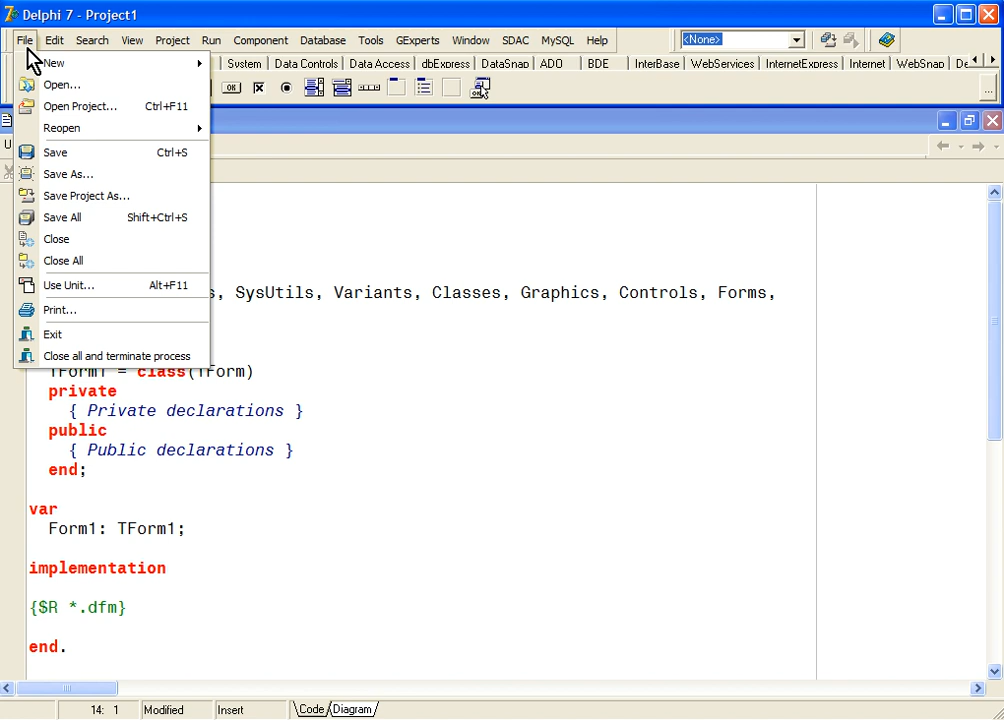 Delphi 7 - Project1
File Edit Search View Project Run Component Database Tools GExperts Window SDAC MySQL Help <None>
System Data Controls Data Access dbExpress DataSnap ADO BDE InterBase WebServices InternetExpress Internet WebSnap De
New
Open...
Open Project... Ctrl+F11
Reopen
Save Ctrl+S
Save As...
Save Project As...
Save All Shift+Ctrl+S
Close
Close All
Use Unit... Alt+F11
Print...
Exit
Close all and terminate process
s, SysUtils, Variants, Classes, Graphics, Controls, Forms,
TForm1 = class(TForm)
private
{ Private declarations }
public
{ Public declarations }
end;
var
Form1: TForm1;
implementation
{$R *.dfm}
end.
14: 1 Modified Insert Code Diagram